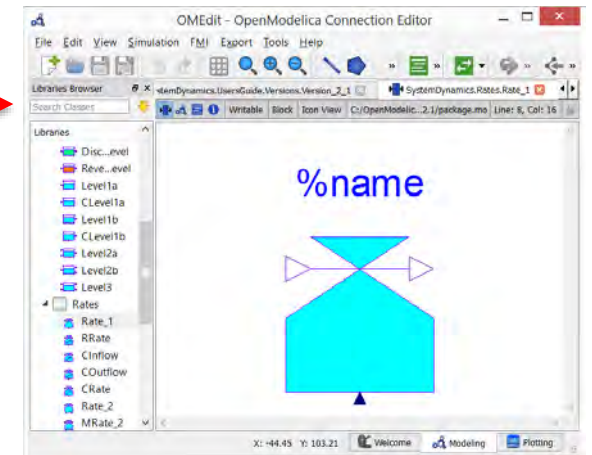 OMEdit - OpenModelica Connection Editor
File Edit View Simulation FMI Export Tools Help
Libraries Browser
stemDynamics.UsersGuide.Versions.Version_2_1
SystemDynamics.Rates.Rate_1
Search Classes
Writable Block Icon View C:/OpenModelic...2.1/package.mo Line: 8, Col: 16
Libraries
Disc...evel
Reve...evel
Level1a
CLevel1a
Level1b
CLevel1b
Level2a
Level2b
Level3
Rates
Rate_1
RRate
CInflow
COutflow
CRate
Rate_2
MRate_2
%name
X: -44.45 Y: 103.21 Welcome Modeling Plotting